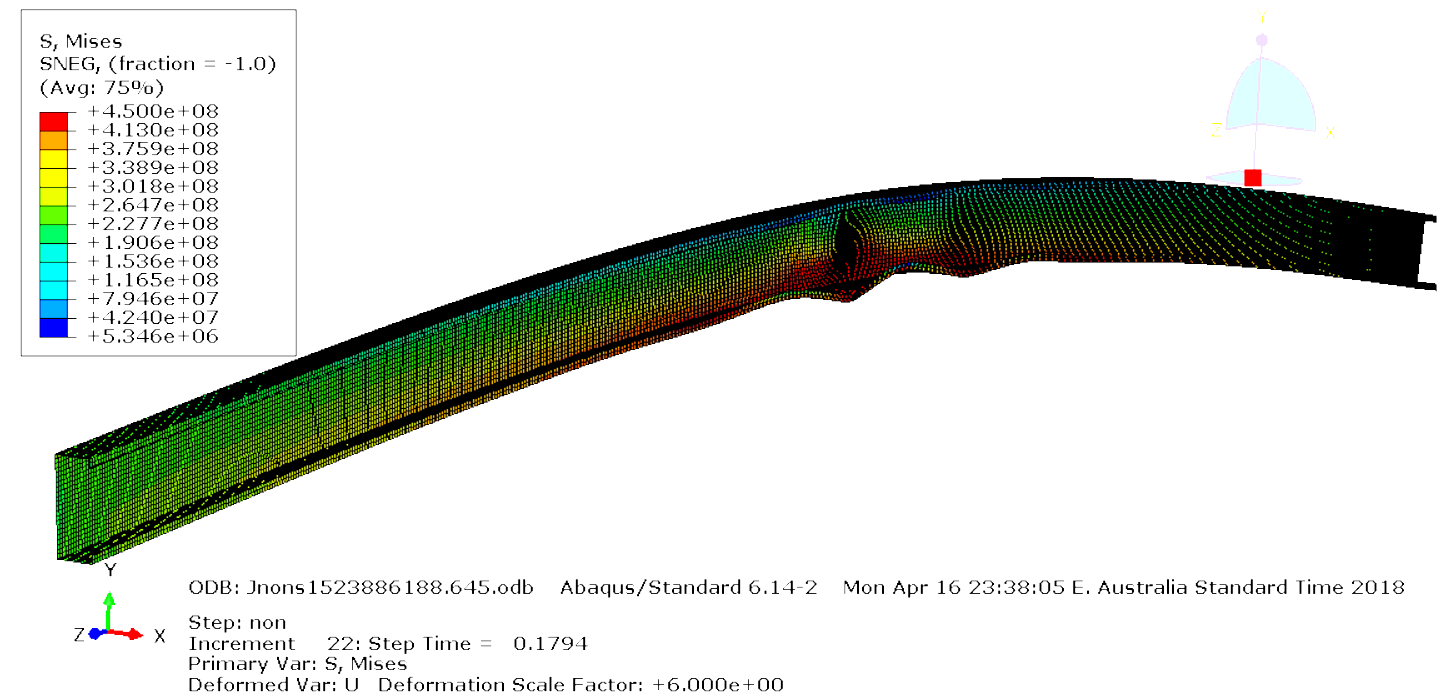 S, Mises
SNEG, (fraction = -1.0)
(Avg: 75%)
+4.500e+08
+4.130e+08
+3.759e+08
+3.389e+08
+3.018e+08
+2.647e+08
+2.277e+08
+1.906e+08
+1.536e+08
+1.165e+08
+7.946e+07
+4.240e+07
+5.346e+06
Y
Z X
Y
Z X
ODB: Jnons1523886188.645.odb Abaqus/Standard 6.14-2 Mon Apr 16 23:38:05 E. Australia Standard Time 2018
Step: non
Increment 22: Step Time = 0.1794
Primary Var: S, Mises
Deformed Var: U Deformation Scale Factor: +6.000e+00